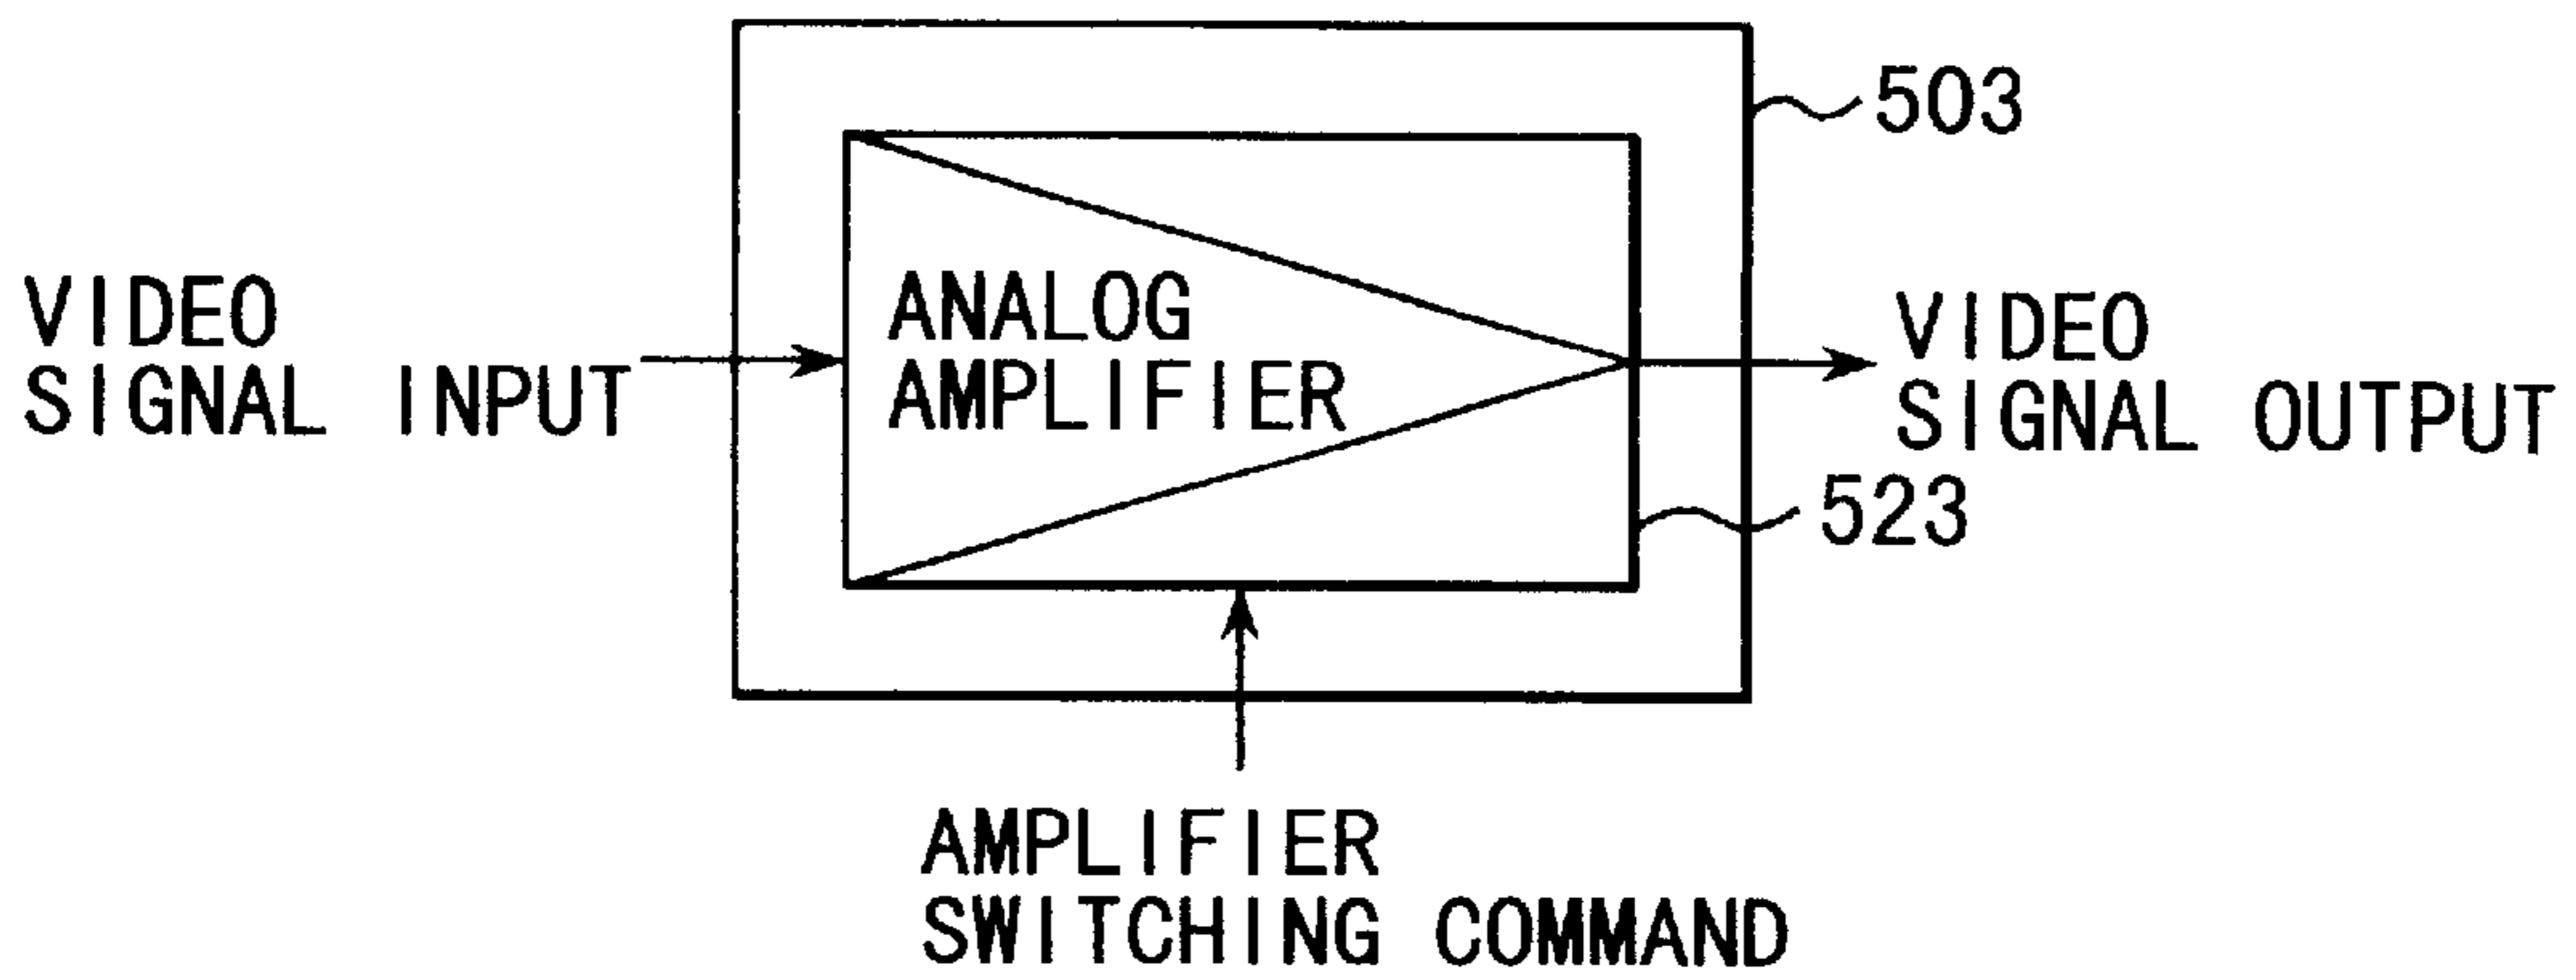 503
VIDEO
SIGNAL INPUT
ANALOG
AMPLIFIER
VIDEO
SIGNAL OUTPUT
523
AMPLIFIER
SWITCHING COMMAND